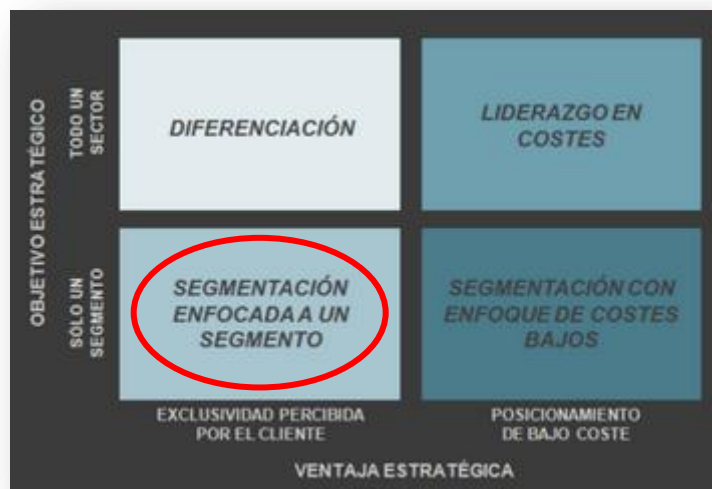 OBJETIVO ESTRATÉGICO
TODO UN
SECTOR
DIFERENCIACIÓN
LIDERAZGO EN
COSTES
SÓLO UN
SEGMENTO
SEGMENTACIÓN
ENFOCADA A UN
SEGMENTO
SEGMENTACIÓN CON
ENFOQUE DE COSTES
BAJOS
EXCLUSIVIDAD PERCIBIDA
POR EL CLIENTE
POSICIONAMIENTO
DE BAJO COSTE
VENTAJA ESTRATÉGICA